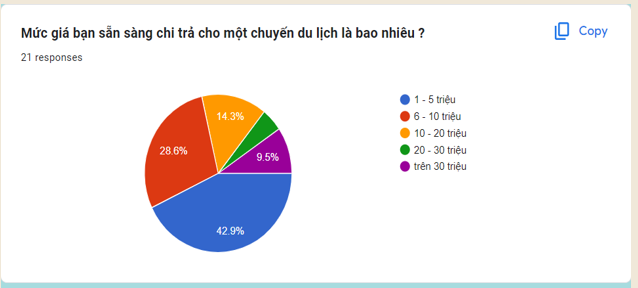 Mức giá bạn sẵn sàng chi trả cho một chuyến du lịch là bao nhiêu ?
Copy
21 responses
1 - 5 triệu
6 - 10 triệu
10 - 20 triệu
20 - 30 triệu
trên 30 triệu
14.3%
28.6%
9.5%
42.9%